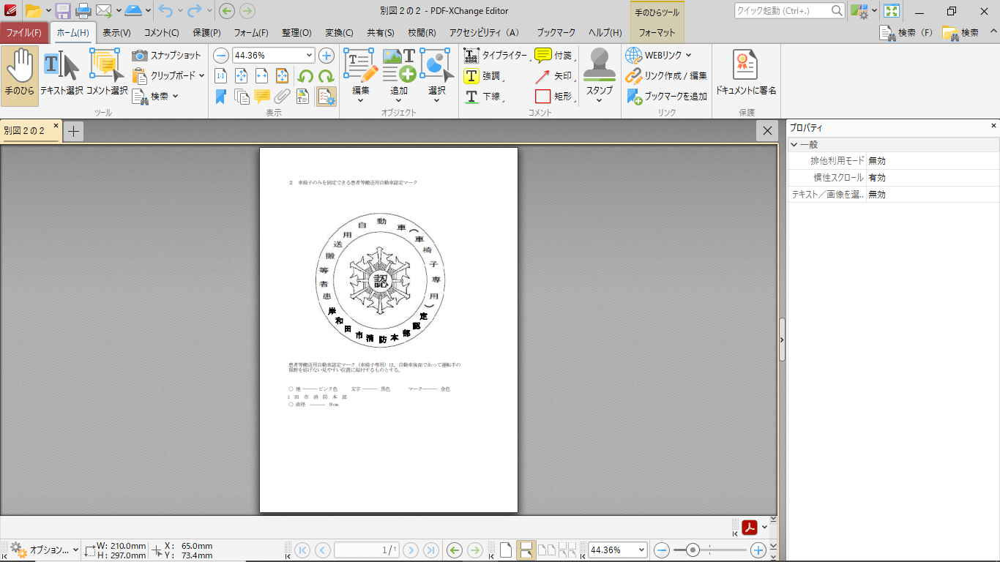 別図２の２ - PDF-XChange Editor
手のひらツール
クイック起動 (Ctrl+.)
ファイル(F)
ホーム(H)
表示(V)
コメント(C)
保護(P)
フォーム(F)
整理(O)
変換(C)
共有(S)
校閲(R)
アクセシビリティ（A）
ブックマーク
ヘルプ(H)
フォーマット
検索（F）
検索
手のひら
テキスト選択
コメント選択
スナップショット
クリップボード
検索
ツール
44.36%
1:1
表示
編集
追加
選択
オブジェクト
タイプライター
強調
下線
付箋
矢印
矩形
スタンプ
コメント
WEBリンク
リンク作成 / 編集
ブックマークを追加
リンク
ドキュメントに署名
保護
別図２の２
プロパティ
一般
排他利用モード 無効
慣性スクロール 有効
テキスト／画像を選.. 無効
２　車椅子のみを固定できる患者等搬送用自動車認定マーク
患者等搬送用自動車（車椅子専用）
認
岸和田市消防本部認定
患者等搬送用自動車認定マーク（車椅子専用）は、自動車後面であって運転手の
視野を妨げない見やすい位置に貼付するものとする。
〇 地 ――― ピンク色　文字 ――― 黒色　マーク――― 金色
1 田 市 消 防 本 部
〇 直径 ――― ９㎝
オプション...
W: 210.0mm
H: 297.0mm
X: 65.0mm
Y: 73.4mm
1 / 1
44.36%